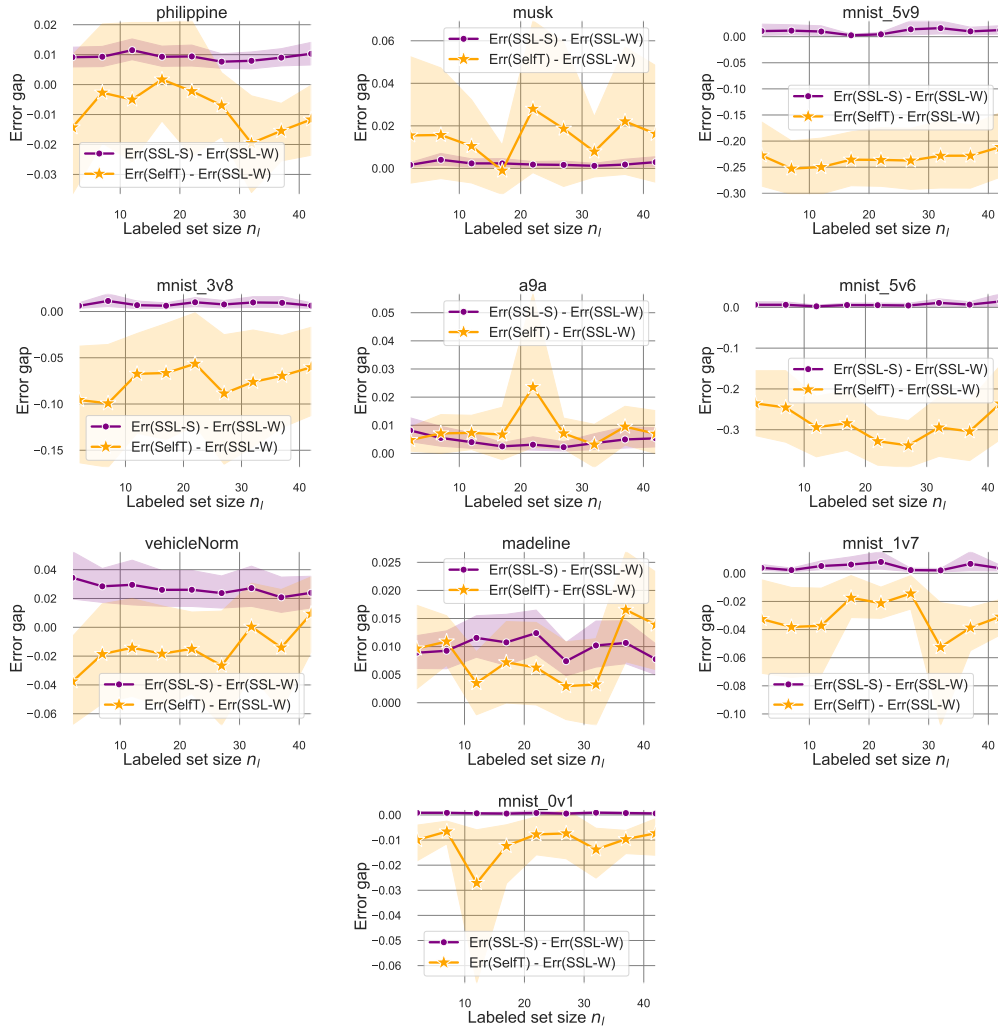 philippine
Error gap
0.02
0.01
0.00
−0.01
−0.02
−0.03
Err(SSL-S) - Err(SSL-W)
Err(SelfT) - Err(SSL-W)
10 20 30 40
Labeled set size n_l
musk
Error gap
0.06
0.04
0.02
0.00
Err(SSL-S) - Err(SSL-W)
Err(SelfT) - Err(SSL-W)
10 20 30 40
Labeled set size n_l
mnist_5v9
Error gap
0.00
−0.05
−0.10
−0.15
−0.20
−0.25
−0.30
Err(SSL-S) - Err(SSL-W)
Err(SelfT) - Err(SSL-W)
10 20 30 40
Labeled set size n_l
mnist_3v8
Error gap
0.00
−0.05
−0.10
−0.15
Err(SSL-S) - Err(SSL-W)
Err(SelfT) - Err(SSL-W)
10 20 30 40
Labeled set size n_l
a9a
Error gap
0.05
0.04
0.03
0.02
0.01
0.00
Err(SSL-S) - Err(SSL-W)
Err(SelfT) - Err(SSL-W)
10 20 30 40
Labeled set size n_l
mnist_5v6
Error gap
0.0
−0.1
−0.2
−0.3
Err(SSL-S) - Err(SSL-W)
Err(SelfT) - Err(SSL-W)
10 20 30 40
Labeled set size n_l
vehicleNorm
Error gap
0.04
0.02
0.00
−0.02
−0.04
−0.06
Err(SSL-S) - Err(SSL-W)
Err(SelfT) - Err(SSL-W)
10 20 30 40
Labeled set size n_l
madeline
Error gap
0.025
0.020
0.015
0.010
0.005
0.000
Err(SSL-S) - Err(SSL-W)
Err(SelfT) - Err(SSL-W)
10 20 30 40
Labeled set size n_l
mnist_1v7
Error gap
0.00
−0.02
−0.04
−0.06
−0.08
−0.10
Err(SSL-S) - Err(SSL-W)
Err(SelfT) - Err(SSL-W)
10 20 30 40
Labeled set size n_l
mnist_0v1
Error gap
0.00
−0.01
−0.02
−0.03
−0.04
−0.05
−0.06
Err(SSL-S) - Err(SSL-W)
Err(SelfT) - Err(SSL-W)
10 20 30 40
Labeled set size n_l